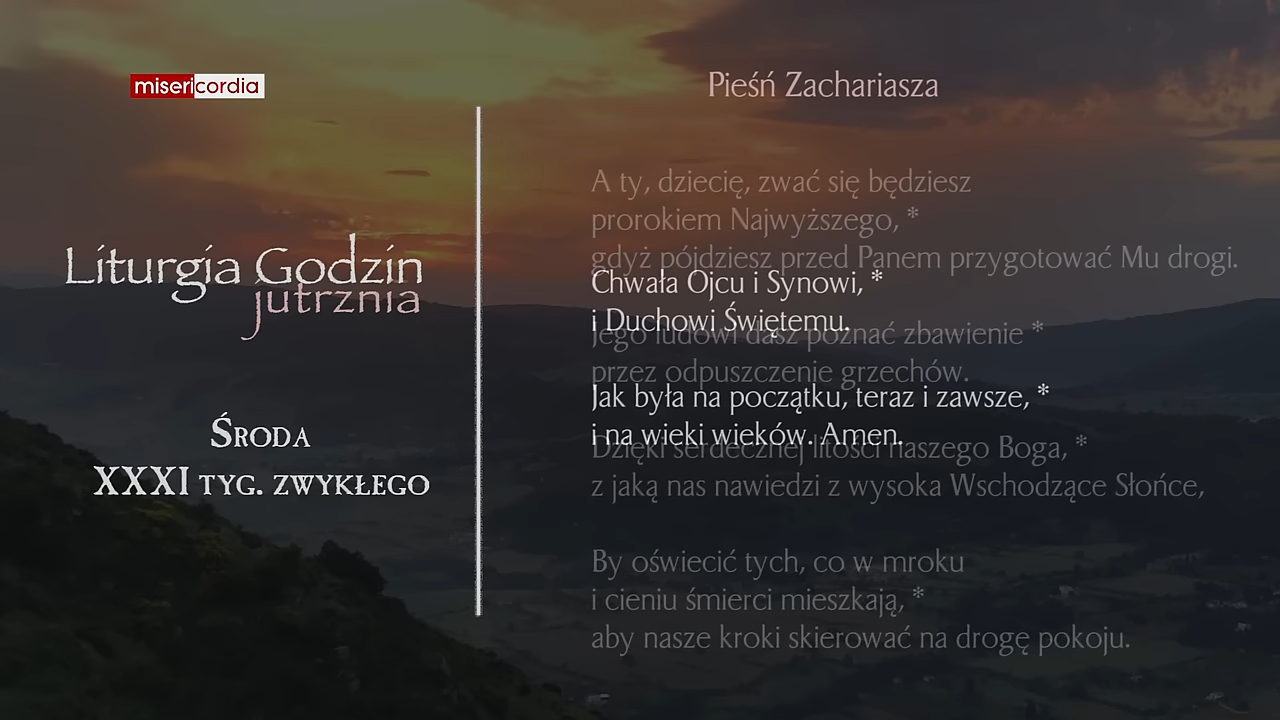 misericordia
Liturgia Godzin
jutrznia
Środa
XXXI tyg. zwykłego
Pieśń Zachariasza
A ty, dziecię, zwać się będziesz
prorokiem Najwyższego, *
gdyż pójdziesz przed Panem przygotować Mu drogi.
Chwała Ojcu i Synowi, *
i Duchowi Świętemu.
Jego ludowi dasz poznać zbawienie *
przez odpuszczenie grzechów.
Jak była na początku, teraz i zawsze, *
i na wieki wieków. Amen.
Dzięki serdecznej litości naszego Boga, *
z jaką nas nawiedzi z wysoka Wschodzące Słońce,
By oświecić tych, co w mroku
i cieniu śmierci mieszkają, *
aby nasze kroki skierować na drogę pokoju.